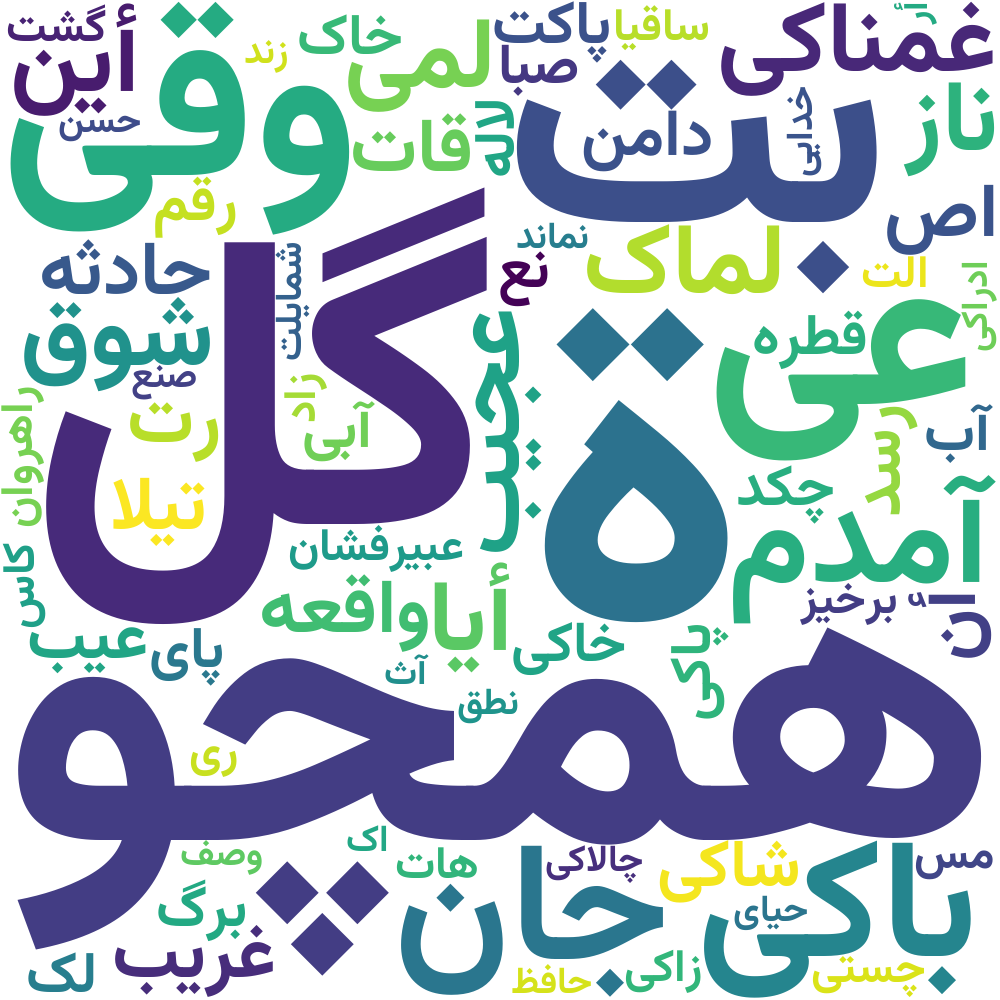 گشت
أین
حسن
وقی
زند
خاک
لمی
قات
لاله
پاکت
صبا
ساقیا
غمناکی
ناز
دامن
خدایی
بت
اص
رقم
حادثه
شمایلت
گل
نماند
نع
لماک
الت
ادراکی
شوق
صنع
راهروان
رت
زاد
آبی
عجیب
ة
قطره
عی
رسد
آب
تیلا
چکد
آمدم
عبیرفشان
کاس
واقعه
أیا
خاکی
پاکی
برخیز
عیب
پای
آث
نطق
همچو
ری
وصف
اک
هات
چالاکی
شاکی
مس
برگ
جان
حیای
باکی
غریب
لک
حافظ
زاکی
چستی